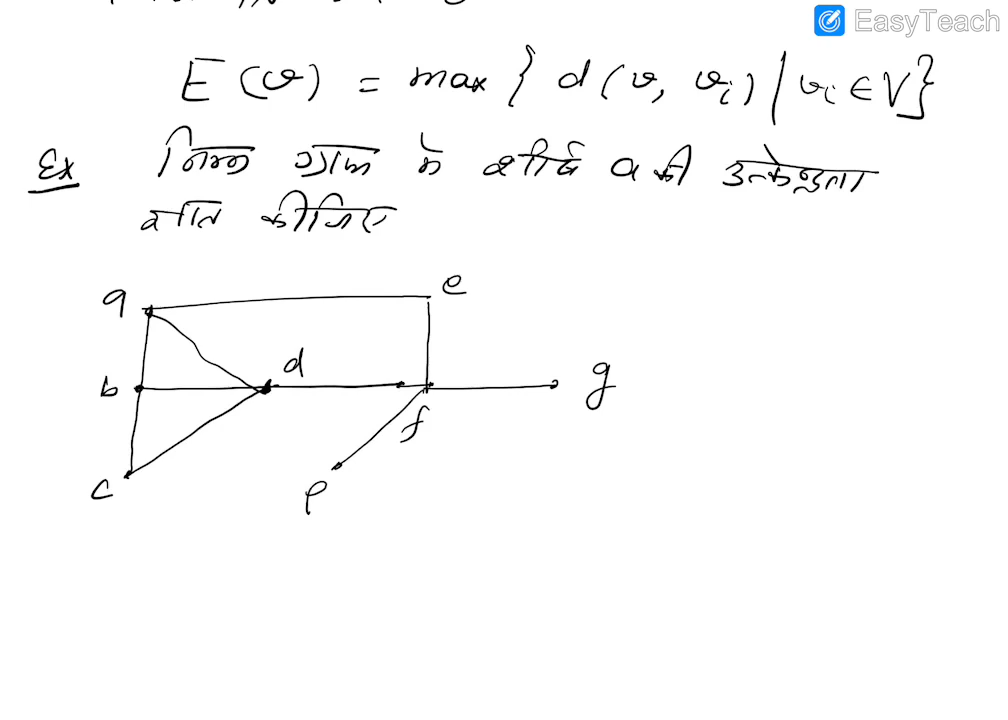 EasyTeach
E(v) = max { d(v, vi) | vi ∈ V}
Ex निम्न ग्राफ के शीर्ष a की उत्केन्द्रता
ज्ञात कीजिए
a e
b d g
f
c p